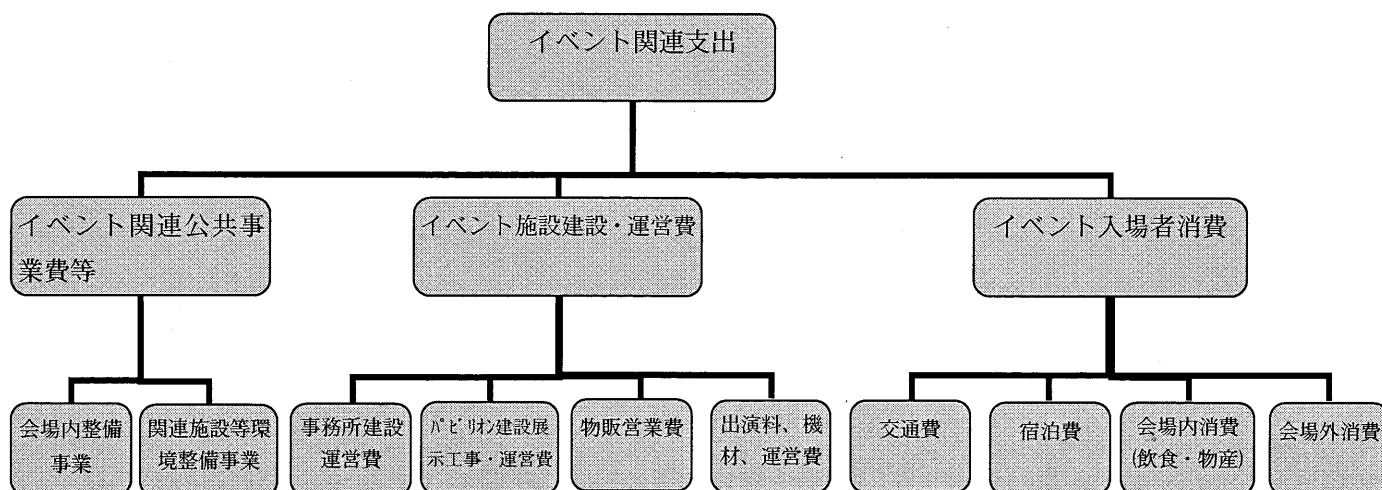 イベント関連支出
イベント関連公共事
業費等
イベント施設建設・運営費
イベント入場者消費
会場内整備
事業
関連施設等環
境整備事業
事務所建設
運営費
パビリオン建設展
示工事・運営費
物販営業費
出演料、機
材、運営費
交通費
宿泊費
会場内消費
(飲食・物産)
会場外消費